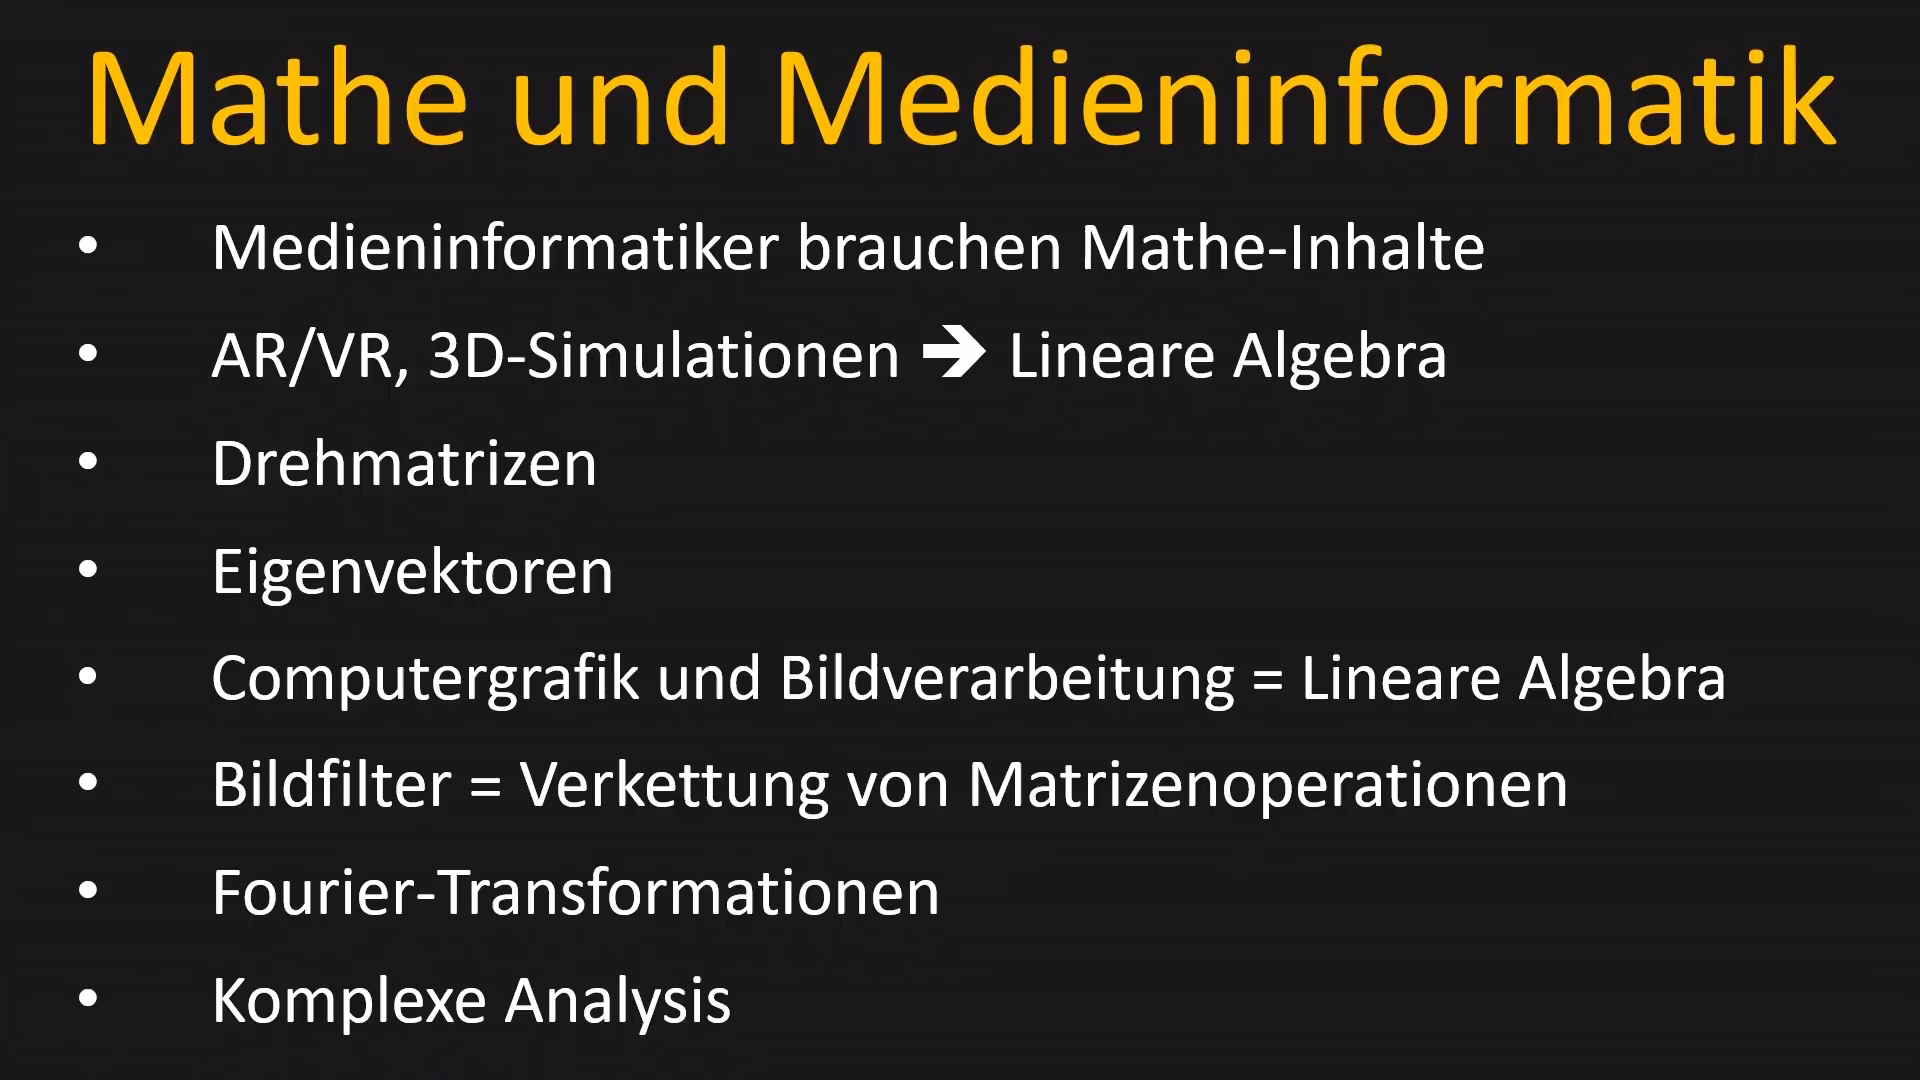 Mathe und Medieninformatik
• Medieninformatiker brauchen Mathe-Inhalte
• AR/VR, 3D-Simulationen ➔ Lineare Algebra
• Drehmatrizen
• Eigenvektoren
• Computergrafik und Bildverarbeitung = Lineare Algebra
• Bildfilter = Verkettung von Matrizenoperationen
• Fourier-Transformationen
• Komplexe Analysis